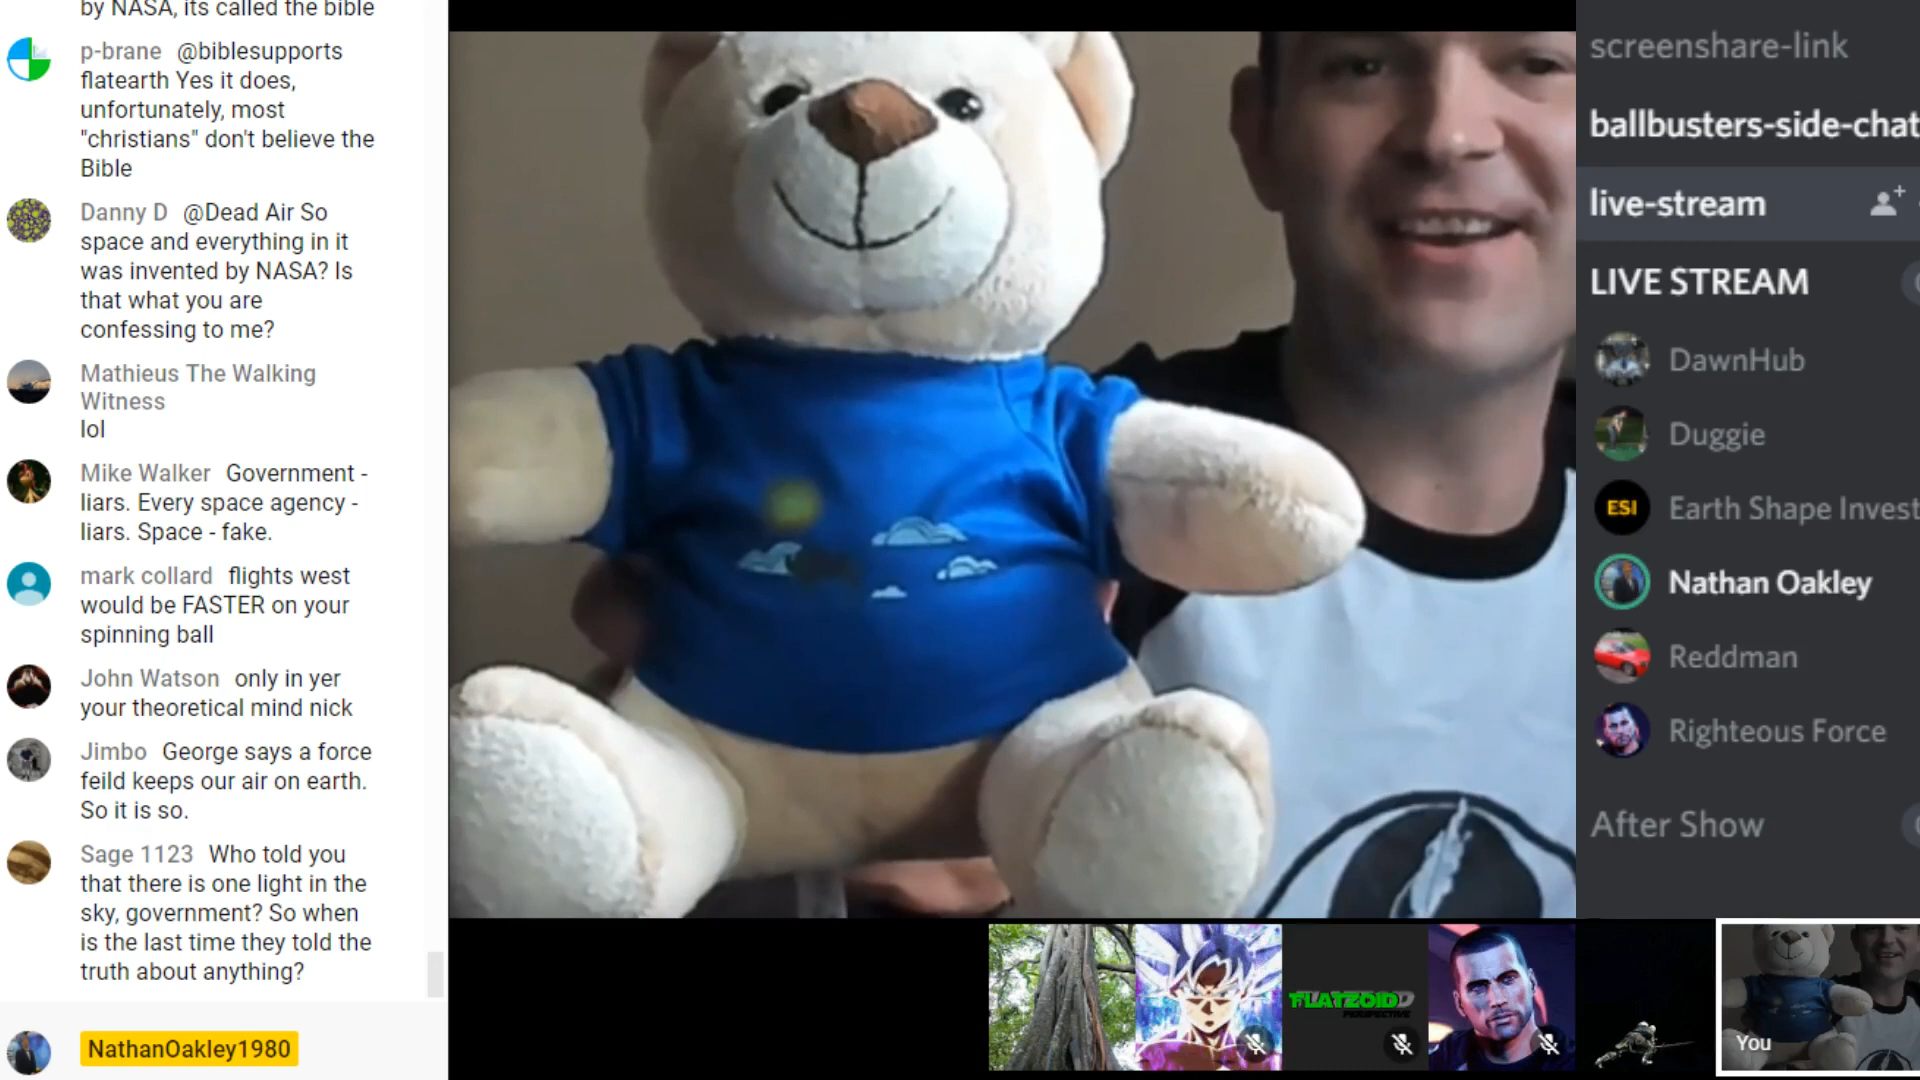 by NASA, its called the bible
p-brane @biblesupports
flatearth Yes it does,
unfortunately, most
"christians" don't believe the
Bible
Danny D @Dead Air So
space and everything in it
was invented by NASA? Is
that what you are
confessing to me?
Mathieus The Walking
Witness
lol
Mike Walker Government -
liars. Every space agency -
liars. Space - fake.
mark collard flights west
would be FASTER on your
spinning ball
John Watson only in yer
your theoretical mind nick
Jimbo George says a force
feild keeps our air on earth.
So it is so.
Sage 1123 Who told you
that there is one light in the
sky, government? So when
is the last time they told the
truth about anything?
NathanOakley1980
FLATZOID
PERSPECTIVE
You
screenshare-link
ballbusters-side-chat
live-stream
LIVE STREAM
DawnHub
Duggie
ESI Earth Shape Invest
Nathan Oakley
Reddman
Righteous Force
After Show